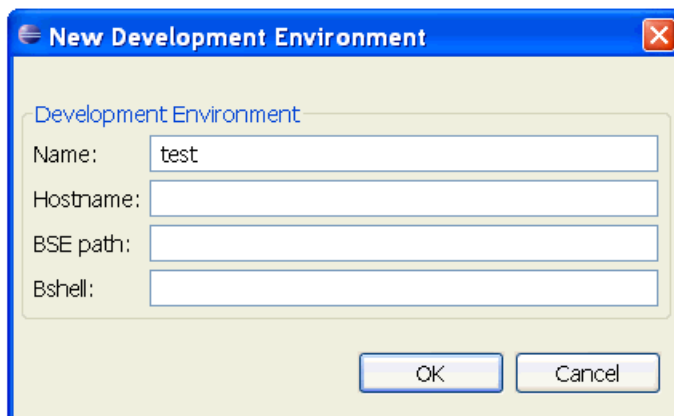 New Development Environment
Development Environment
Name: test
Hostname:
BSE path:
Bshell:
OK Cancel